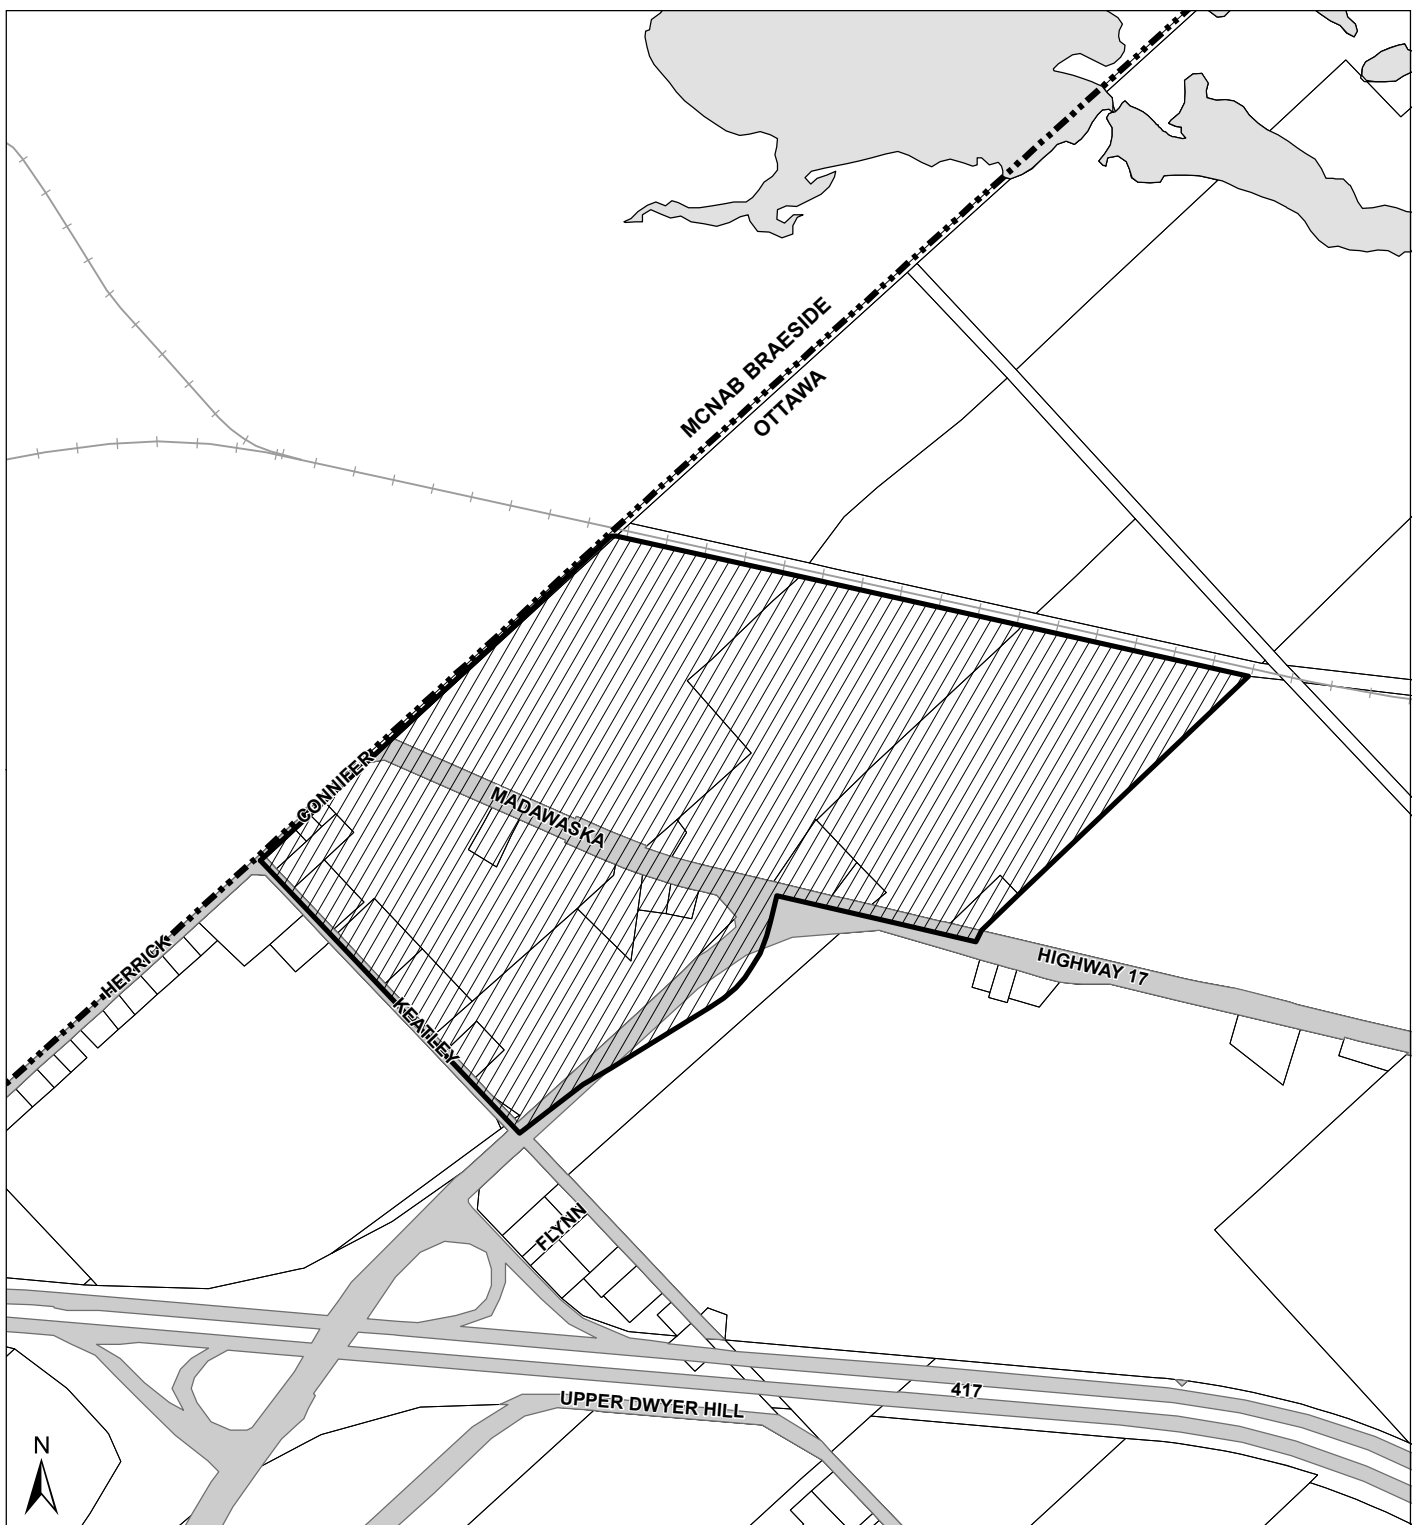 MCNAB BRAESIDE
OTTAWA
CONNIFER
MADAWASKA
HERRICK
HIGHWAY 17
KEATLEY
FLYNN
417
UPPER DWYER HILL
N